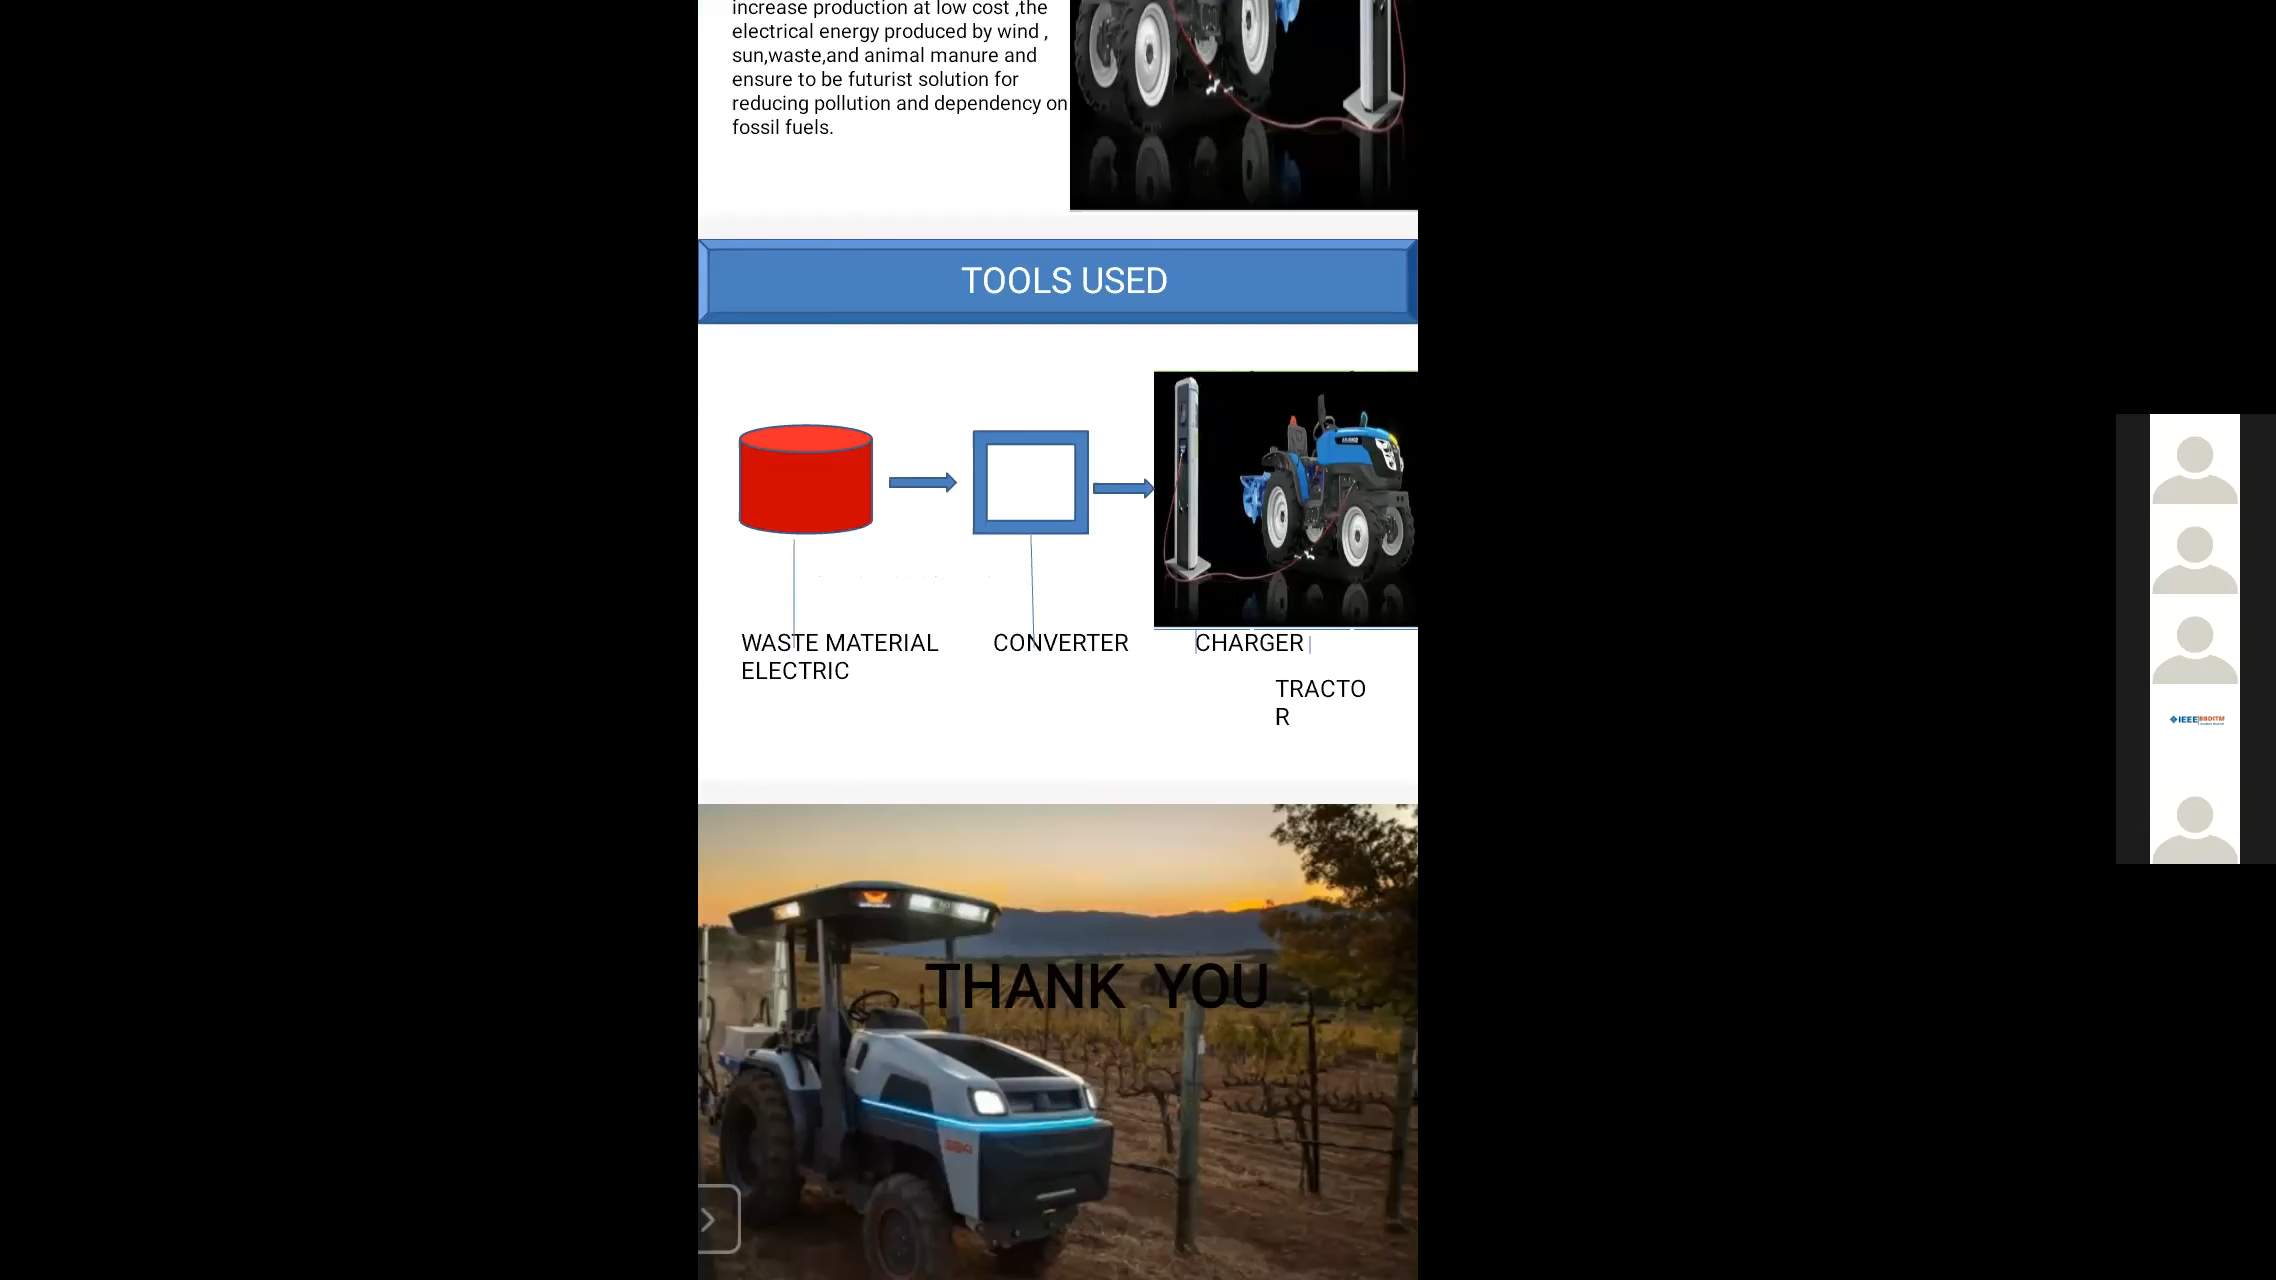 increase production at low cost ,the
electrical energy produced by wind ,
sun,waste,and animal manure and
ensure to be futurist solution for
reducing pollution and dependency on
fossil fuels.
TOOLS USED
WASTE MATERIAL
ELECTRIC
CONVERTER
CHARGER
TRACTO
R
THANK YOU
IEEE BBDITM